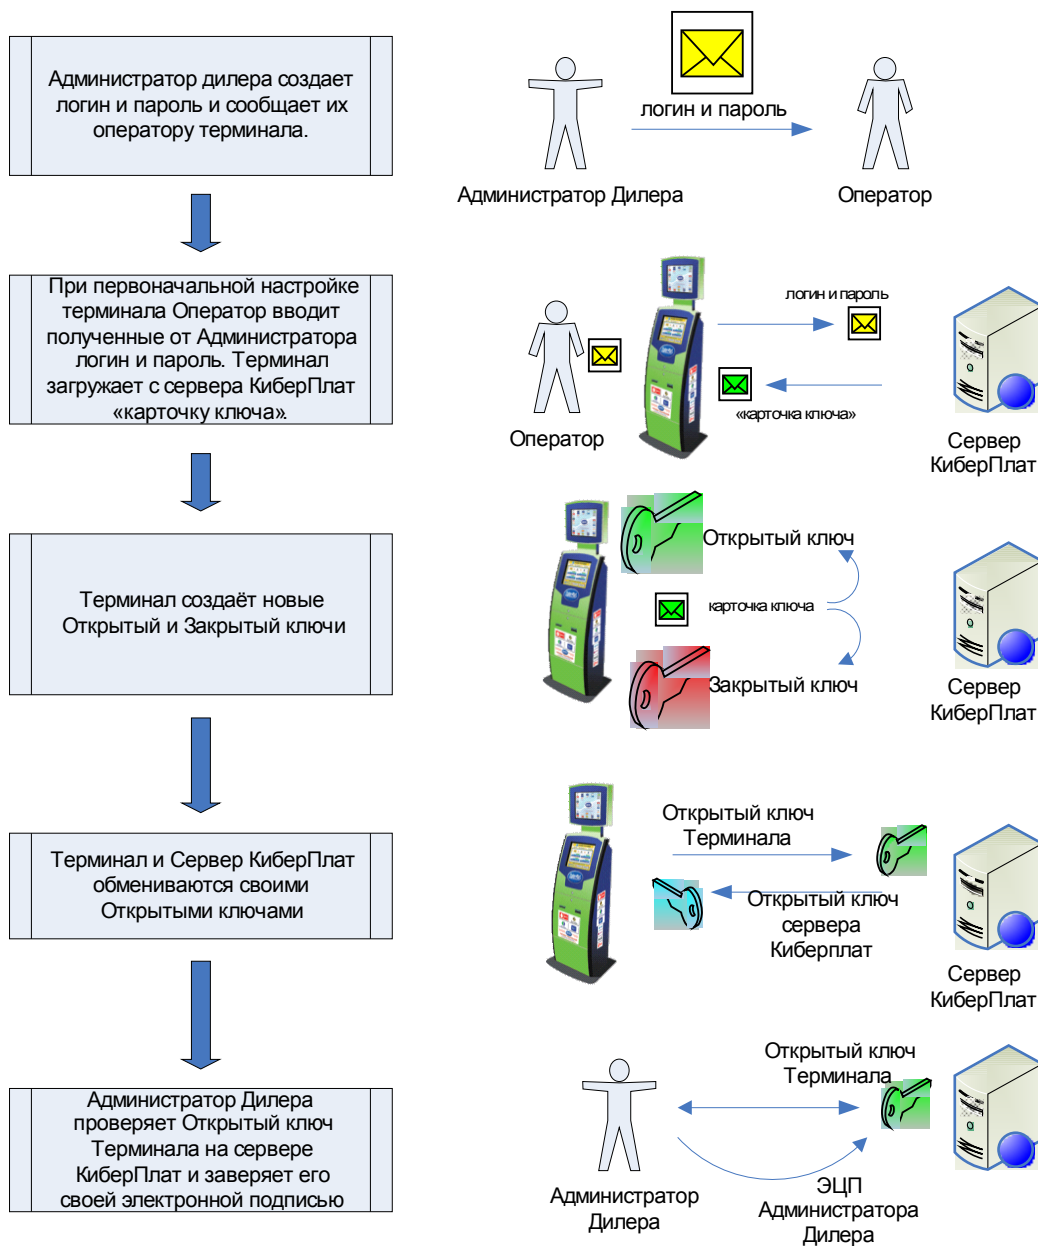 Администратор дилера создает
логин и пароль и сообщает их
оператору терминала.
логин и пароль
Администратор Дилера
Оператор
При первоначальной настройке
терминала Оператор вводит
полученные от Администратора
логин и пароль. Терминал
загружает с сервера КиберПлат
«карточку ключа».
Оператор
логин и пароль
«карточка ключа»
Сервер
КиберПлат
Терминал создаёт новые
Открытый и Закрытый ключи
Открытый ключ
карточка ключа
Закрытый ключ
Сервер
КиберПлат
Терминал и Сервер КиберПлат
обмениваются своими
Открытыми ключами
Открытый ключ
Терминала
Открытый ключ
сервера
Киберплат
Сервер
КиберПлат
Администратор Дилера
проверяет Открытый ключ
Терминала на сервере
КиберПлат и заверяет его
своей электронной подписью
Открытый ключ
Терминала
Администратор
Дилера
ЭЦП
Администратора
Дилера